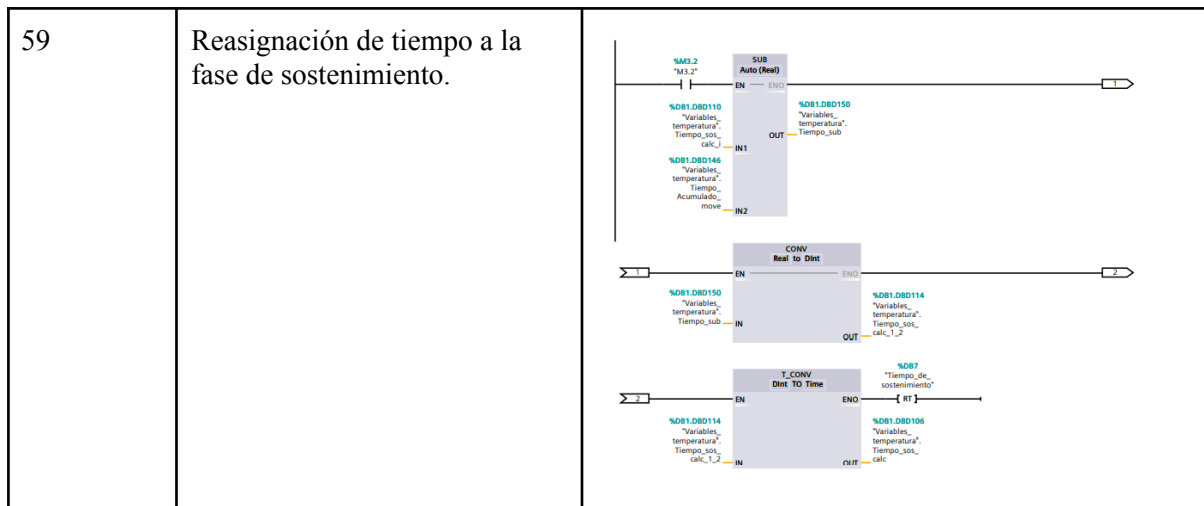 59
Reasignación de tiempo a la
fase de sostenimiento.
%M3.2
"M3.2"
SUB
Auto (Real)
EN
ENO
1
%DB1.DBD110
"Variables_
temperatura".
Tiempo_sos_
calc_i
IN1
%DB1.DBD150
"Variables_
temperatura".
Tiempo_sub
OUT
%DB1.DBD146
"Variables_
temperatura".
Tiempo_
Acumulado_
move
IN2
CONV
Real to DInt
1
EN
ENO
2
%DB1.DBD150
"Variables_
temperatura".
Tiempo_sub
IN
%DB1.DBD114
"Variables_
temperatura".
Tiempo_sos_
calc_1_2
OUT
T_CONV
DInt TO Time
%DB7
"Tiempo_de_
sostenimiento"
2
EN
ENO
RT
%DB1.DBD114
"Variables_
temperatura".
Tiempo_sos_
calc_1_2
IN
%DB1.DBD106
"Variables_
temperatura".
Tiempo_sos_
calc
OUT